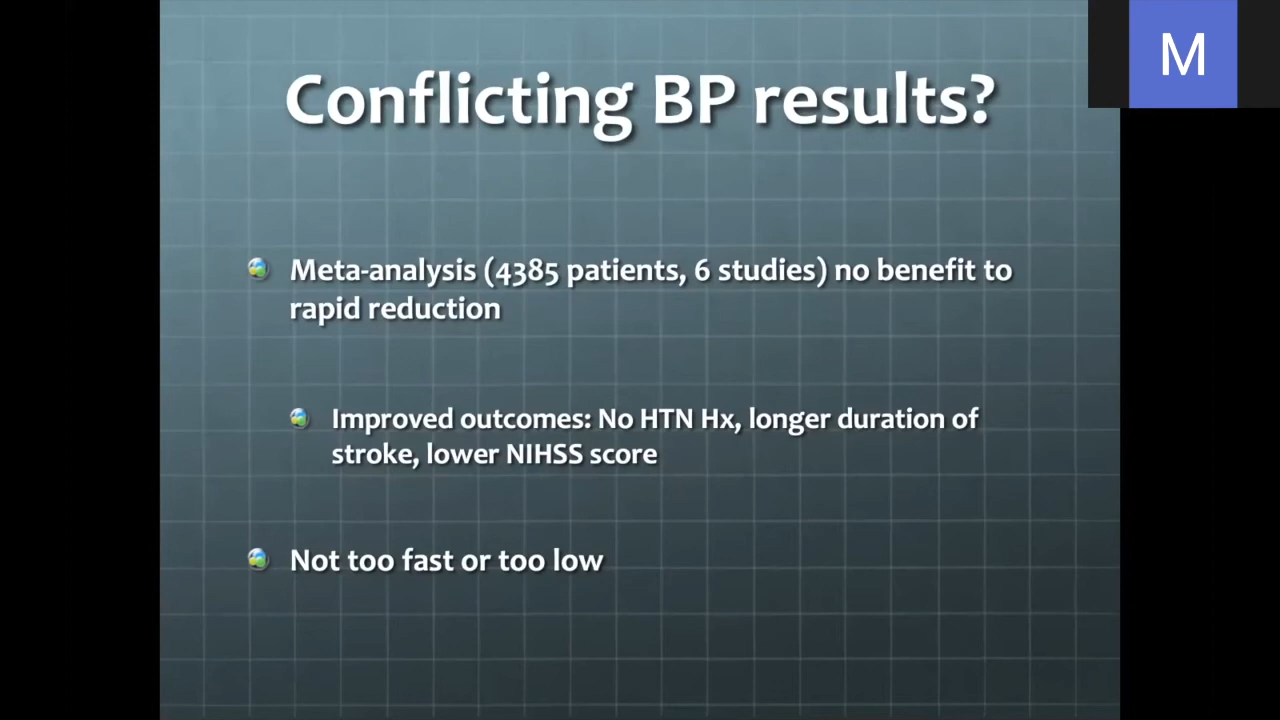 Conflicting BP results?
M
Meta-analysis (4385 patients, 6 studies) no benefit to
rapid reduction
Improved outcomes: No HTN Hx, longer duration of
stroke, lower NIHSS score
Not too fast or too low